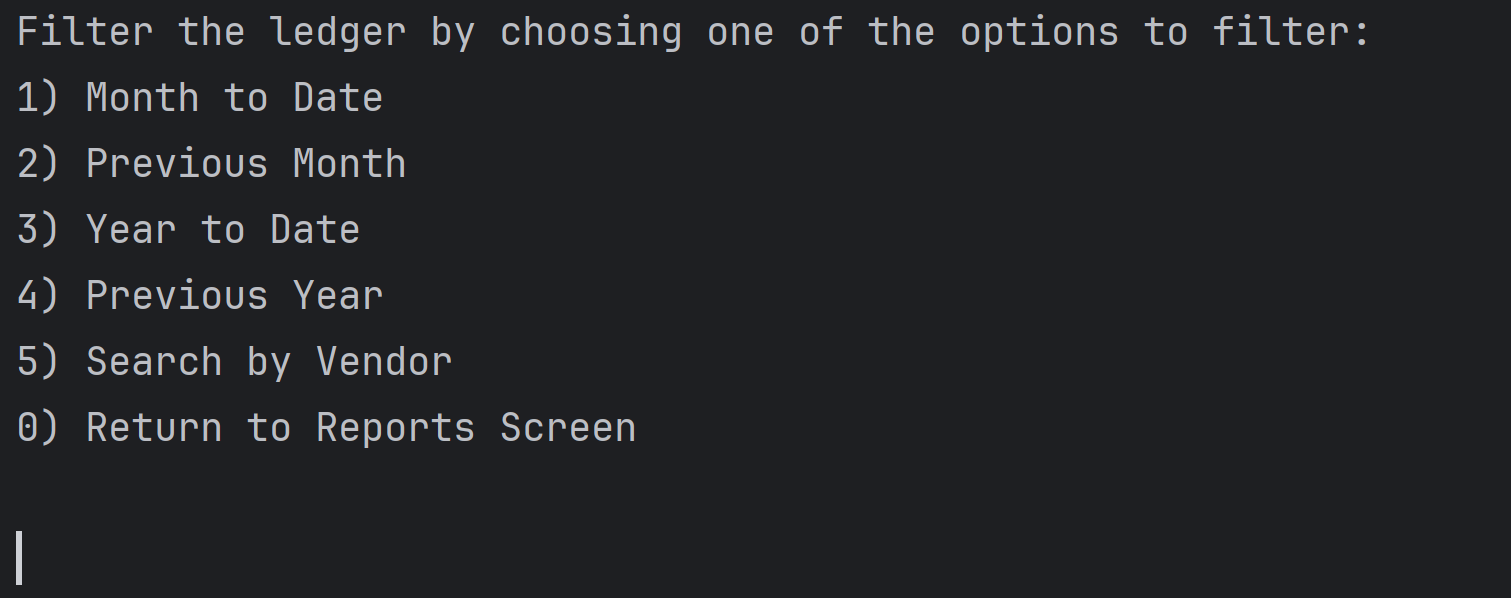 Filter the ledger by choosing one of the options to filter:
1) Month to Date
2) Previous Month
3) Year to Date
4) Previous Year
5) Search by Vendor
0) Return to Reports Screen